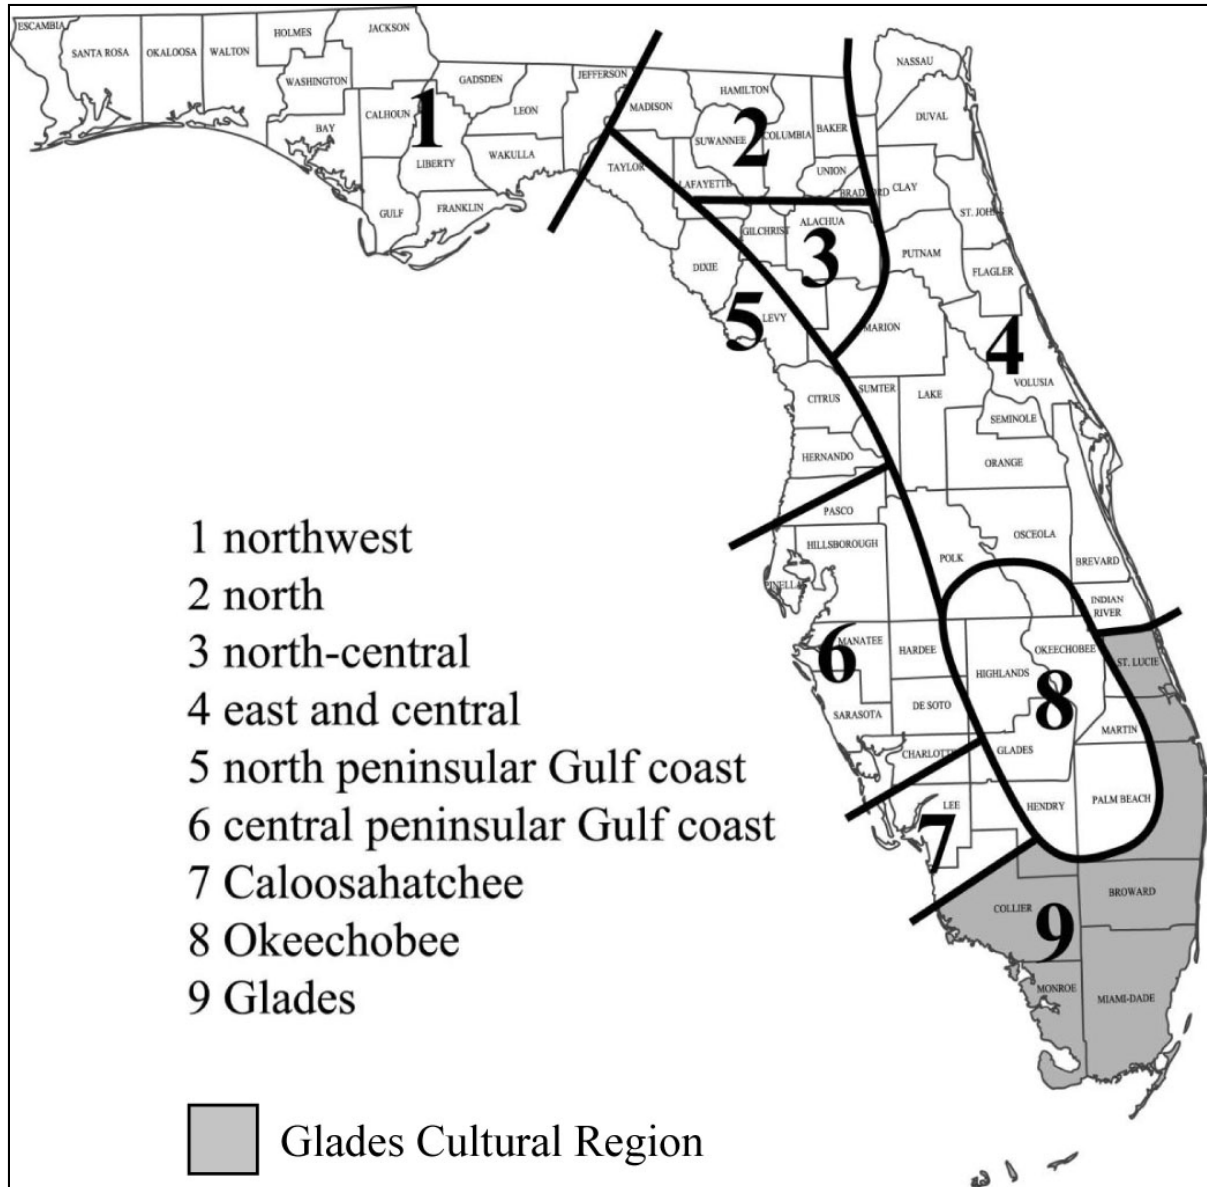 ESCAMBIA
SANTA ROSA
OKALOOSA
WALTON
HOLMES
JACKSON
WASHINGTON
BAY
CALHOUN
1
GADSDEN
LEON
JEFFERSON
LIBERTY
WAKULLA
GULF
FRANKLIN
MADISON
HAMILTON
SUWANNEE
2
COLUMBIA
BAKER
TAYLOR
LAFAYETTE
UNION
BRADFORD
NASSAU
DUVAL
CLAY
ST. JOHNS
GILCHRIST
ALACHUA
3
PUTNAM
FLAGLER
DIXIE
5
LEVY
MARION
4
VOLUSIA
CITRUS
SUMTER
LAKE
SEMINOLE
HERNANDO
ORANGE
PASCO
HILLSBOROUGH
PINELLAS
POLK
OSCEOLA
BREVARD
INDIAN
RIVER
6
MANATEE
HARDEE
HIGHLANDS
OKEECHOBEE
ST. LUCIE
8
SARASOTA
DE SOTO
MARTIN
CHARLOTTE
GLADES
LEE
7
HENDRY
PALM BEACH
COLLIER
9
BROWARD
MONROE
MIAMI-DADE
1 northwest
2 north
3 north-central
4 east and central
5 north peninsular Gulf coast
6 central peninsular Gulf coast
7 Caloosahatchee
8 Okeechobee
9 Glades
Glades Cultural Region